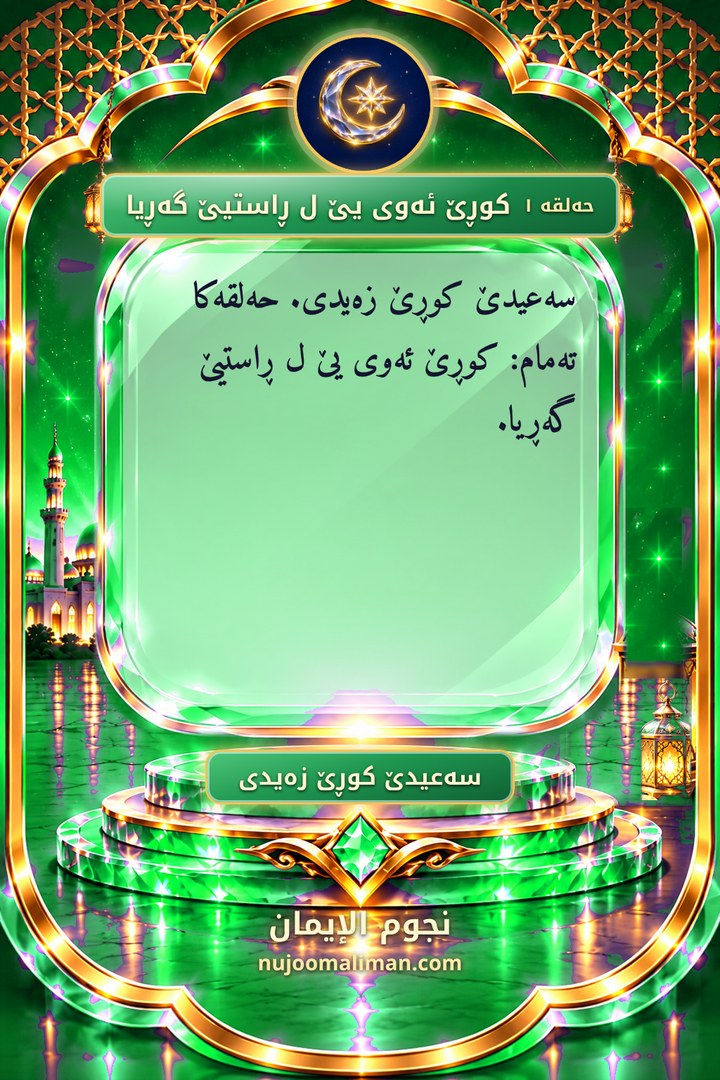 حەلقە ١ کوڕێ ئەوی یێ ل ڕاستیێ گەڕیا
سەعیدێ کوڕێ زەیدی. حەلقەکا
تەمام: کوڕێ ئەوی یێ ل ڕاستیێ
گەڕیا.
سەعیدێ کوڕێ زەیدی
نجوم الإيمان
nujoomaliman.com